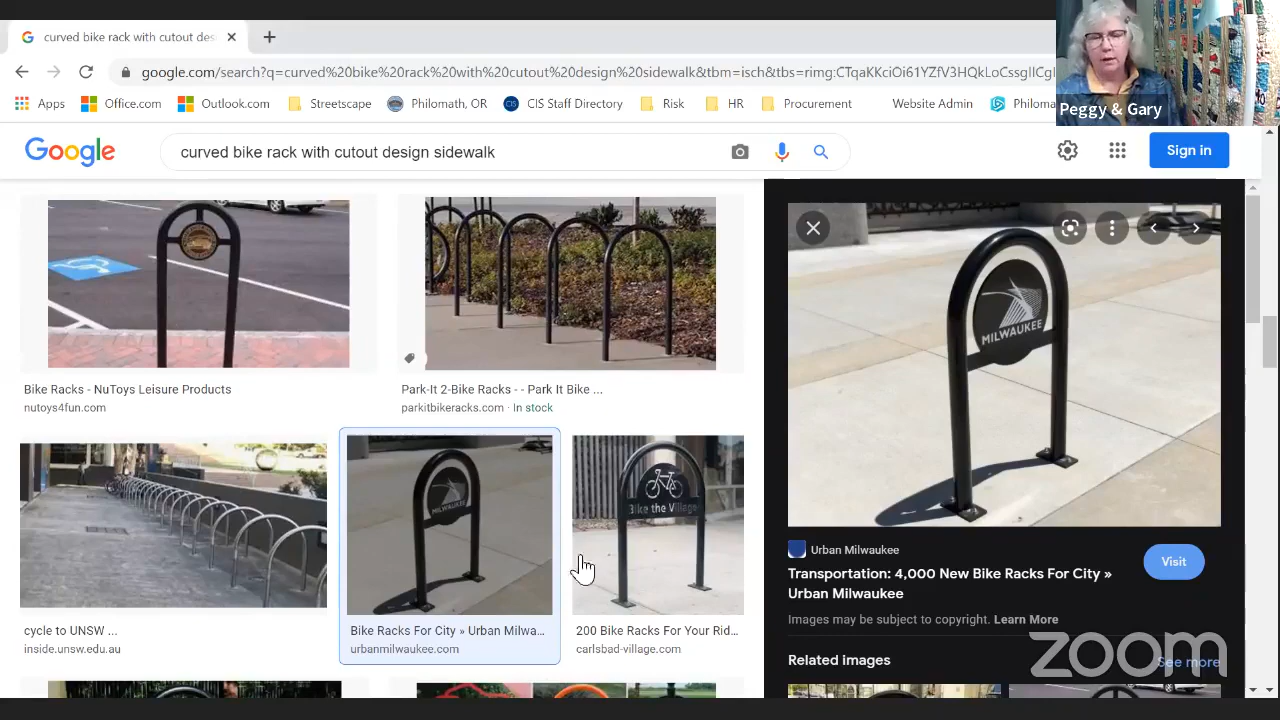 curved bike rack with cutout des
google.com/search?q=curved%20bike%20rack%20with%20cutout%20design%20sidewalk&tbm=isch&tbs=rimg:CTqaKKciOi61YZfV3HQL
Peggy & Gary
Apps
Office.com
Outlook.com
Streetscape
Philomath, OR
CIS
CIS Staff Directory
Risk
HR
Procurement
Website Admin
Philoma
Google
curved bike rack with cutout design sidewalk
Sign in
MILWAUKEE
Bike Racks - NuToys Leisure Products
nutoys4fun.com
Park-It 2-Bike Racks - - Park It Bike ...
parkitbikeracks.com · In stock
MILWAUKEE
Bike the Village
cycle to UNSW ...
inside.unsw.edu.au
Bike Racks For City » Urban Milwa...
urbanmilwaukee.com
200 Bike Racks For Your Rid...
carlsbad-village.com
Urban Milwaukee
Transportation: 4,000 New Bike Racks For City »
Urban Milwaukee
Visit
Images may be subject to copyright. Learn More
Related images
See more
zoom